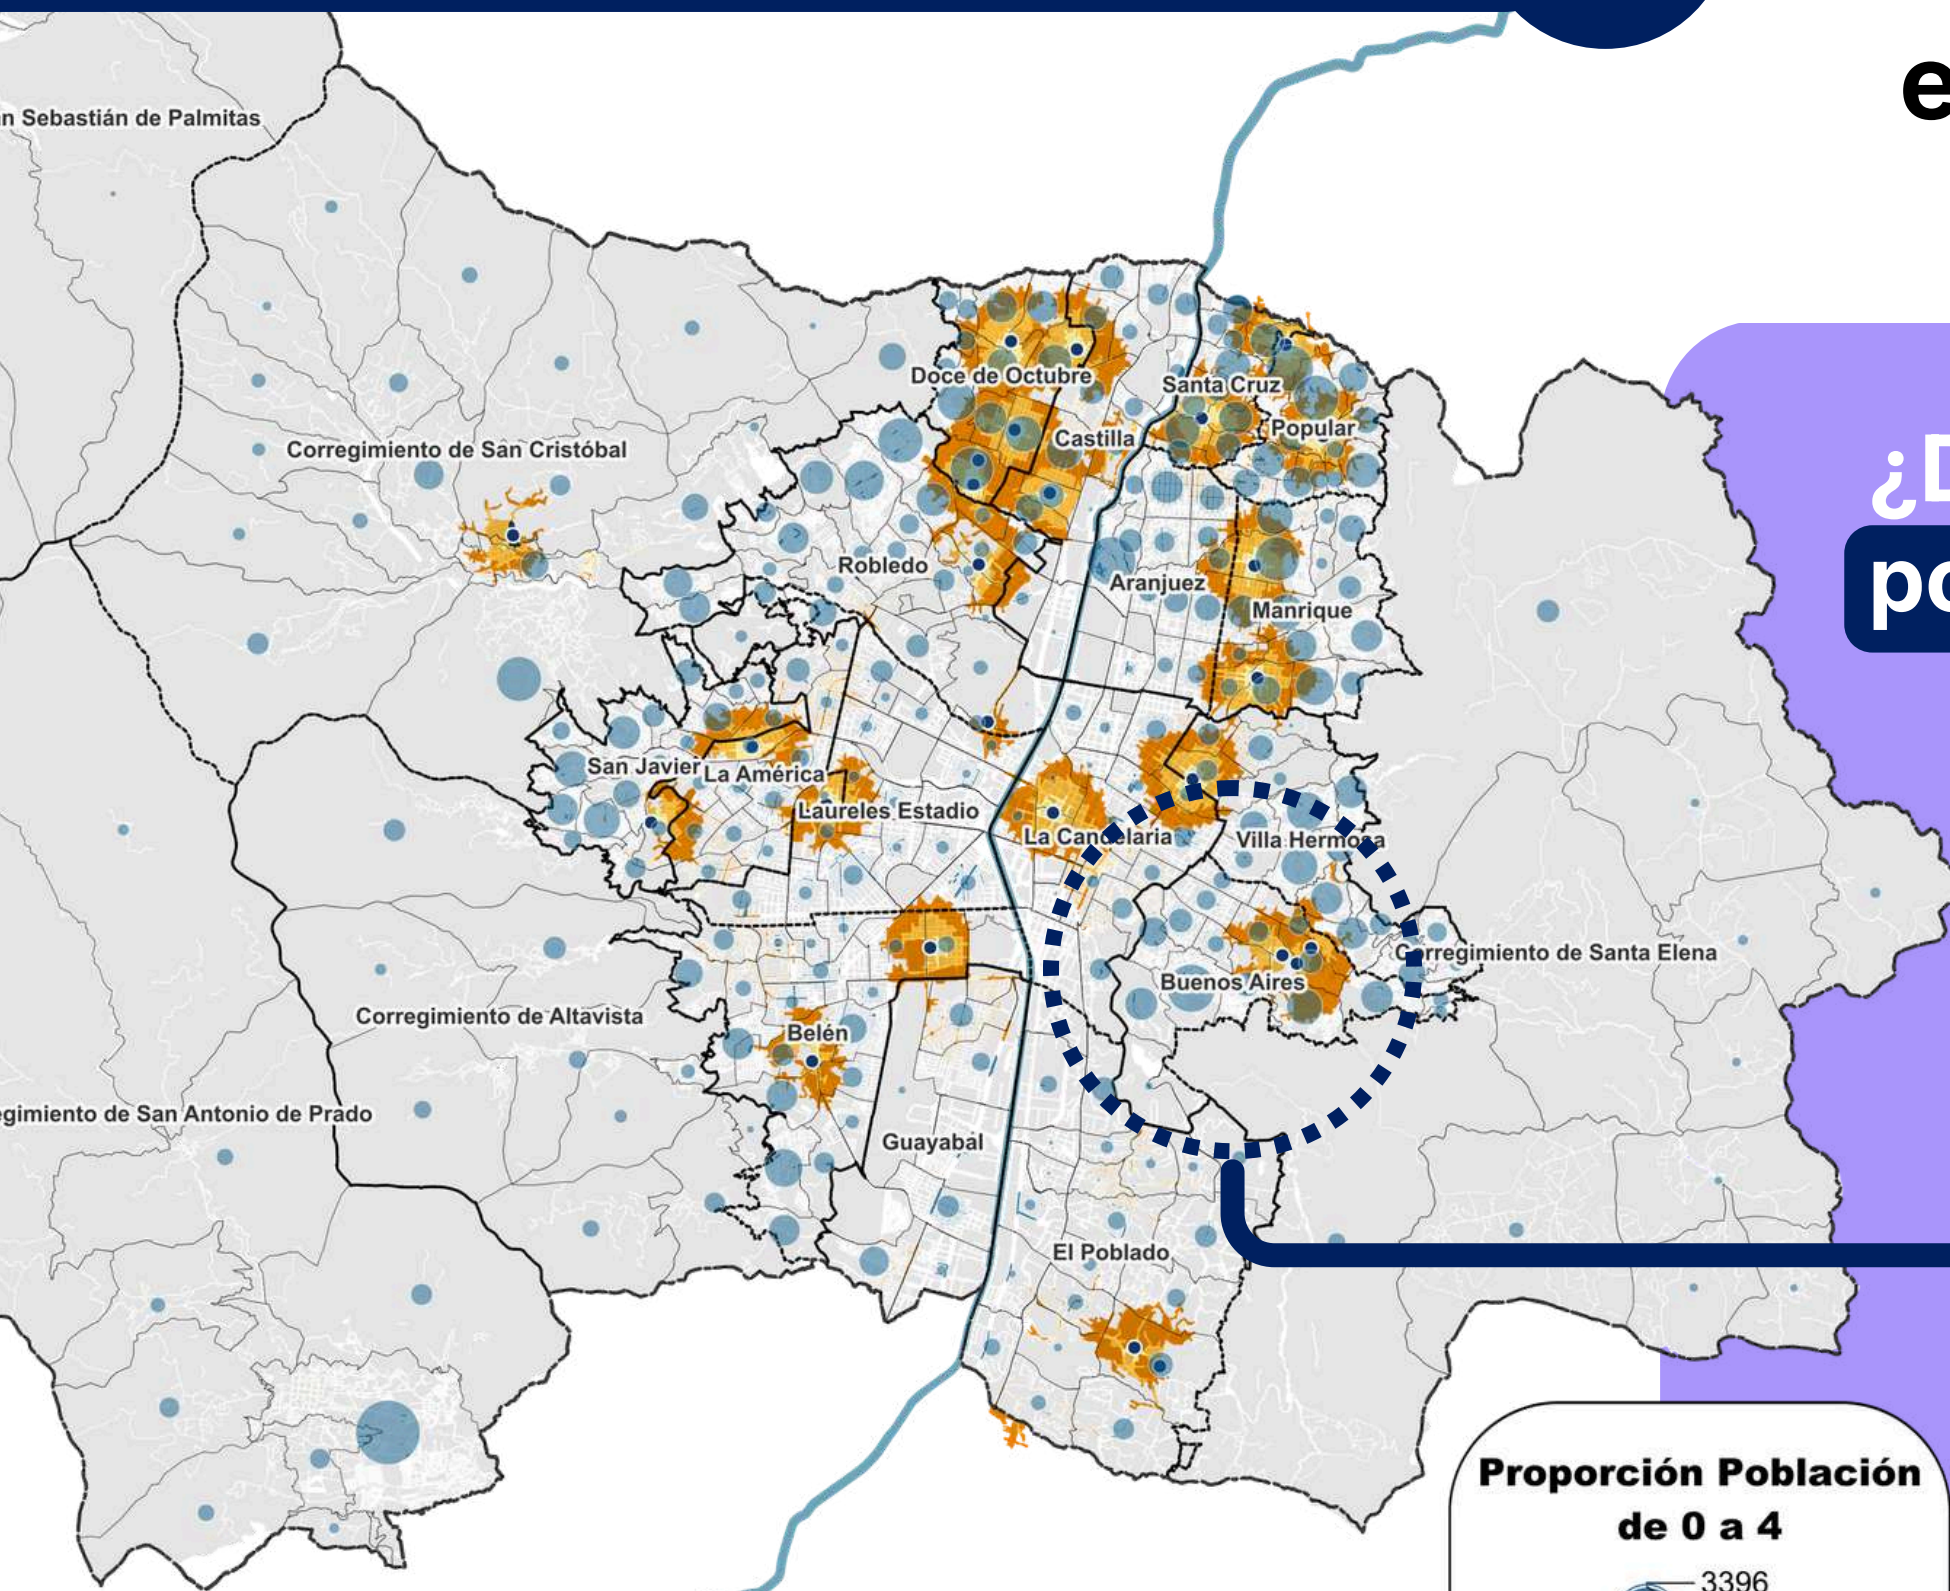 e
n Sebastián de Palmitas
Doce de Octubre
Santa Cruz
Popular
Castilla
Corregimiento de San Cristóbal
¿D
po
Robledo
Aranjuez
Manrique
San Javier
La América
Laureles Estadio
La Candelaria
Villa Hermosa
Corregimiento de Santa Elena
Buenos Aires
Corregimiento de Altavista
Belén
egimiento de San Antonio de Prado
Guayabal
El Poblado
Proporción Población
de 0 a 4
3396